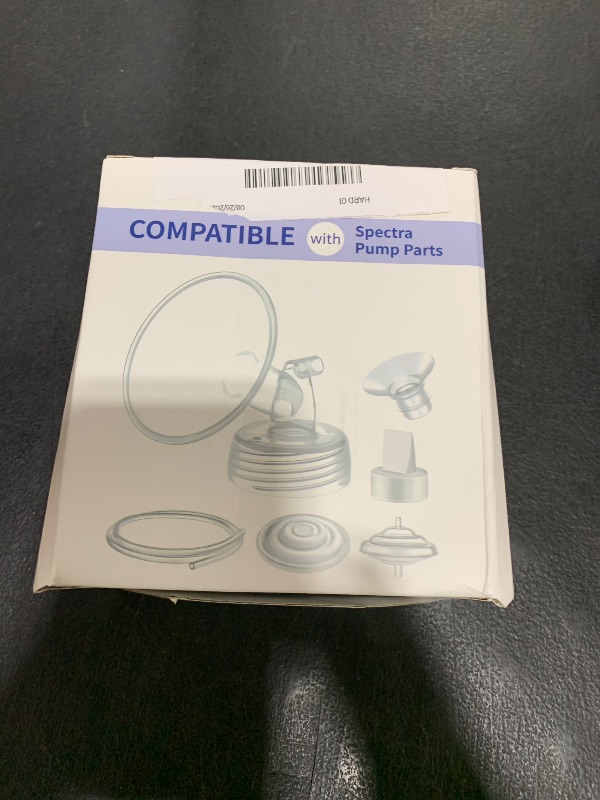 HARD 01
COMPATIBLE with Spectra
Pump Parts